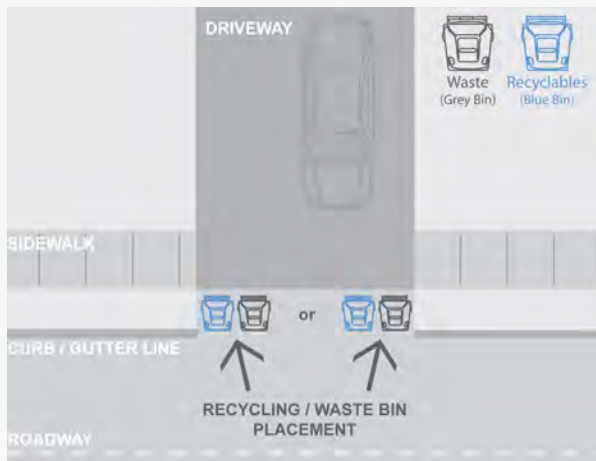 DRIVEWAY
Waste
(Grey Bin)
Recyclables
(Blue Bin)
SIDEWALK
or
CURB / GUTTER LINE
RECYCLING / WASTE BIN
PLACEMENT
ROADWAY